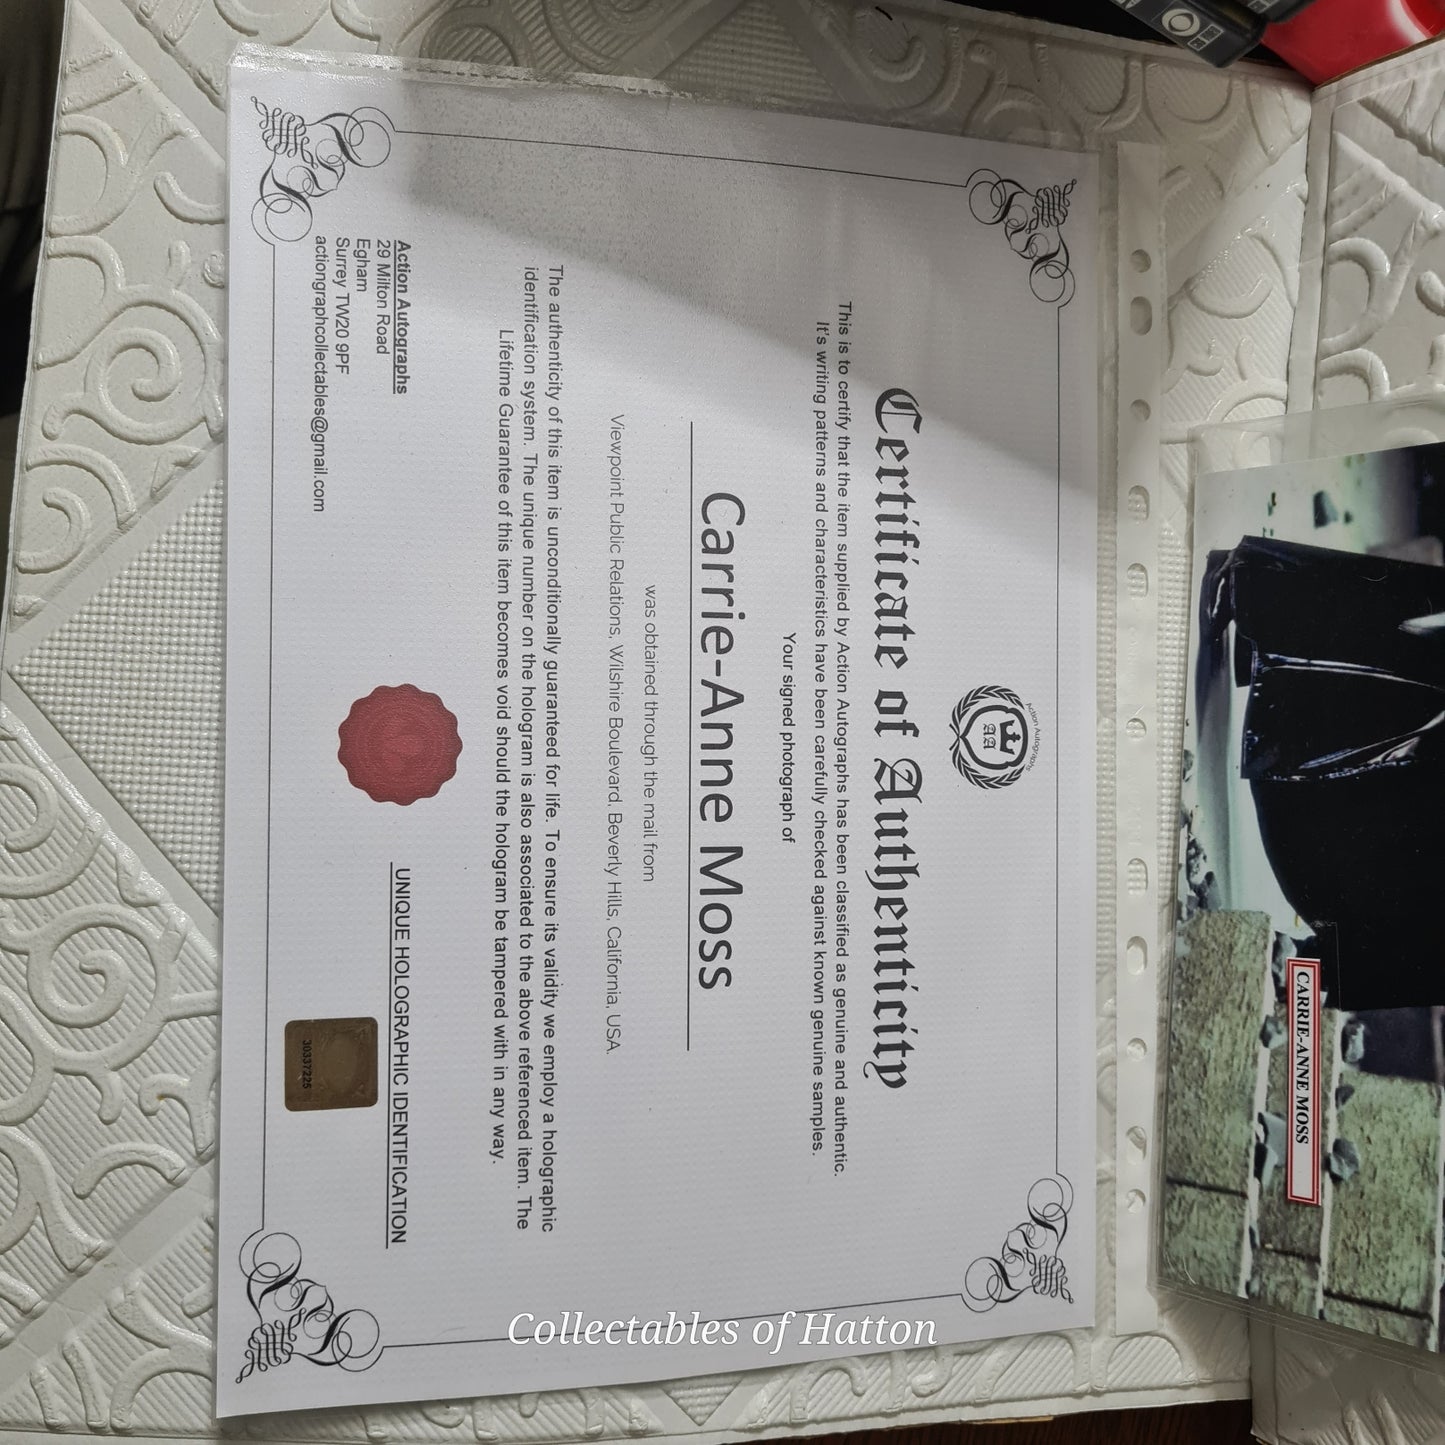 Action Autographs
AA
Certificate of Authenticity
This is to certify that the item supplied by Action Autographs has been classified as genuine and authentic.
It's writing patterns and characteristics have been carefully checked against known genuine samples.
Your signed photograph of
Carrie-Anne Moss
was obtained through the mail from
Viewpoint Public Relations, Wilshire Boulevard, Beverly Hills, California, USA.
The authenticity of this item is unconditionally guaranteed for life. To ensure its validity we employ a holographic
identification system. The unique number on the hologram is also associated to the above referenced item. The
Lifetime Guarantee of this item becomes void should the hologram be tampered with in any way.
Action Autographs
29 Milton Road
Egham
Surrey TW20 9PF
actiongraphcollectables@gmail.com
UNIQUE HOLOGRAPHIC IDENTIFICATION
30337225
CARRIE-ANNE MOSS
Collectables of Hatton